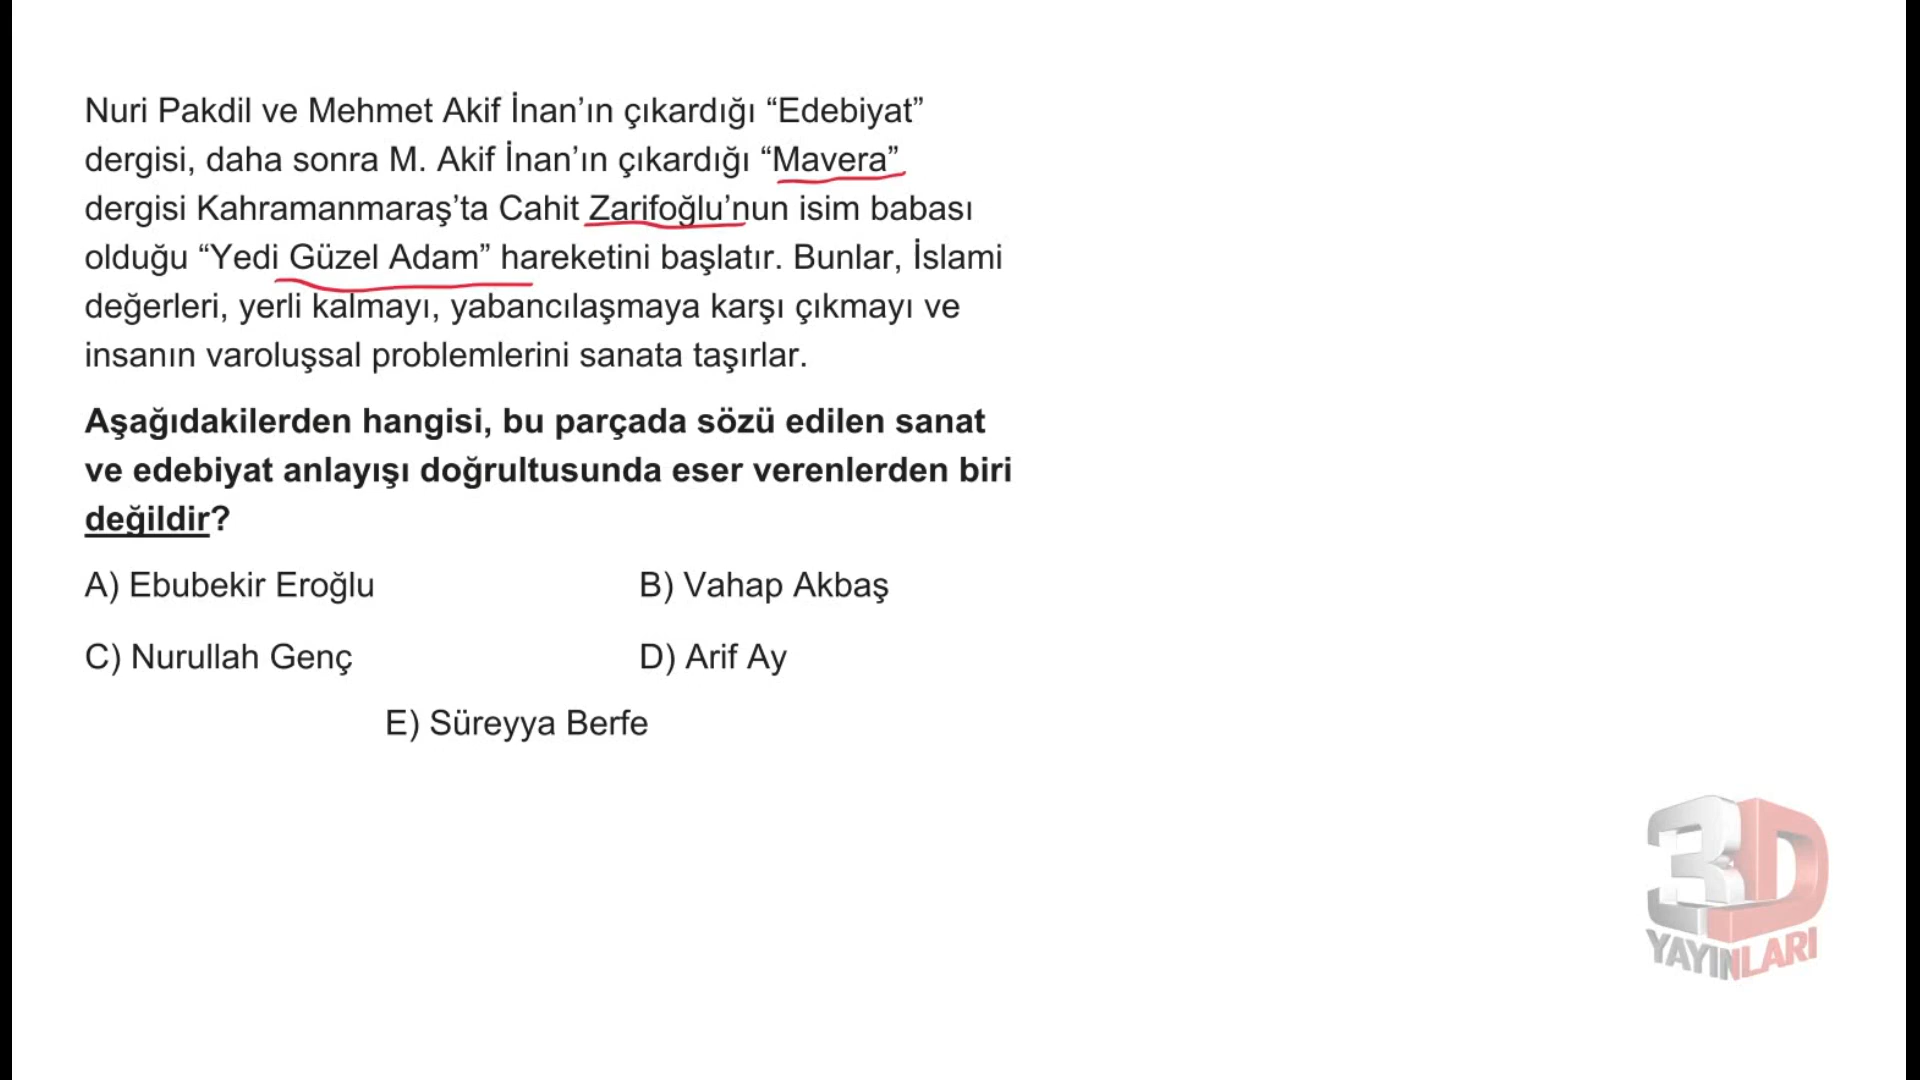 Nuri Pakdil ve Mehmet Akif İnan’ın çıkardığı “Edebiyat”
dergisi, daha sonra M. Akif İnan’ın çıkardığı “Mavera”
dergisi Kahramanmaraş’ta Cahit Zarifoğlu’nun isim babası
olduğu “Yedi Güzel Adam” hareketini başlatır. Bunlar, İslami
değerleri, yerli kalmayı, yabancılaşmaya karşı çıkmayı ve
insanın varoluşsal problemlerini sanata taşırlar.
Aşağıdakilerden hangisi, bu parçada sözü edilen sanat
ve edebiyat anlayışı doğrultusunda eser verenlerden biri
değildir?
A) Ebubekir Eroğlu
B) Vahap Akbaş
C) Nurullah Genç
D) Arif Ay
E) Süreyya Berfe
3D
YAYINLARI